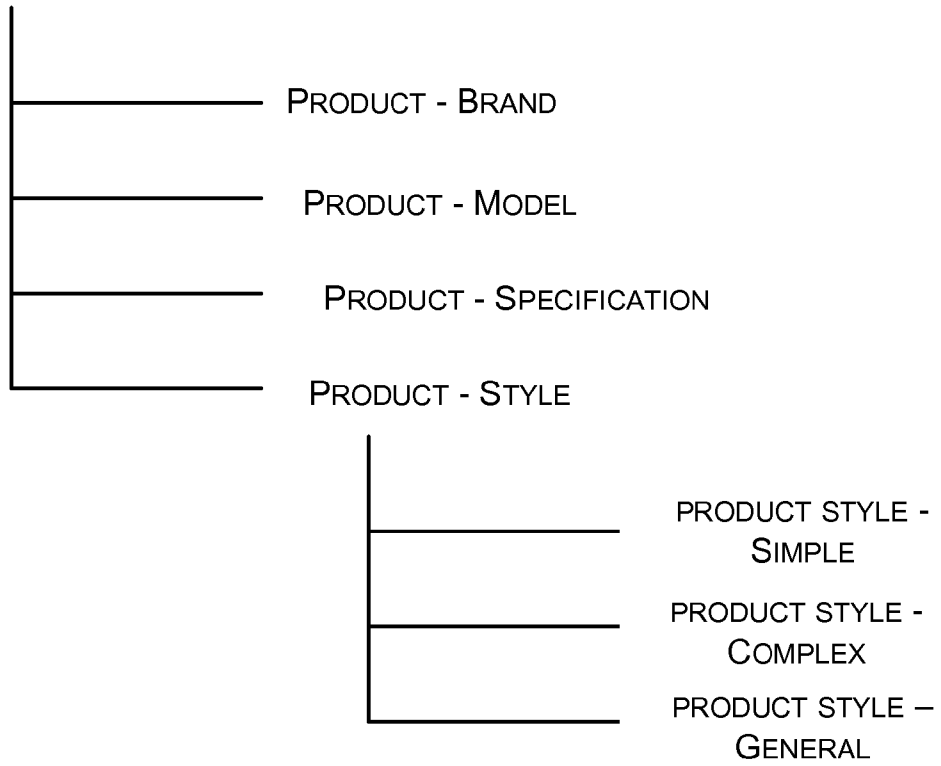 PRODUCT - BRAND
PRODUCT - MODEL
PRODUCT - SPECIFICATION
PRODUCT - STYLE
PRODUCT STYLE -
SIMPLE
PRODUCT STYLE -
COMPLEX
PRODUCT STYLE –
GENERAL